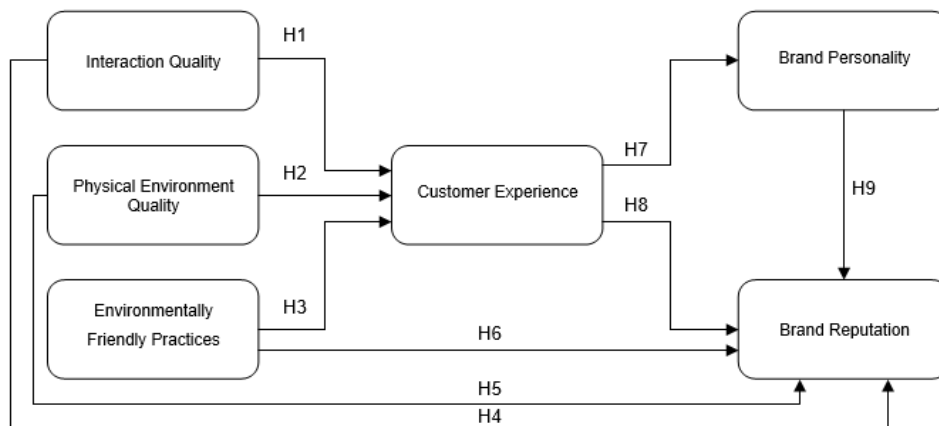 H1
Interaction Quality
Brand Personality
H7
Physical Environment
Quality
H2
Customer Experience
H9
H8
Environmentally
Friendly Practices
H3
H6
Brand Reputation
H5
H4